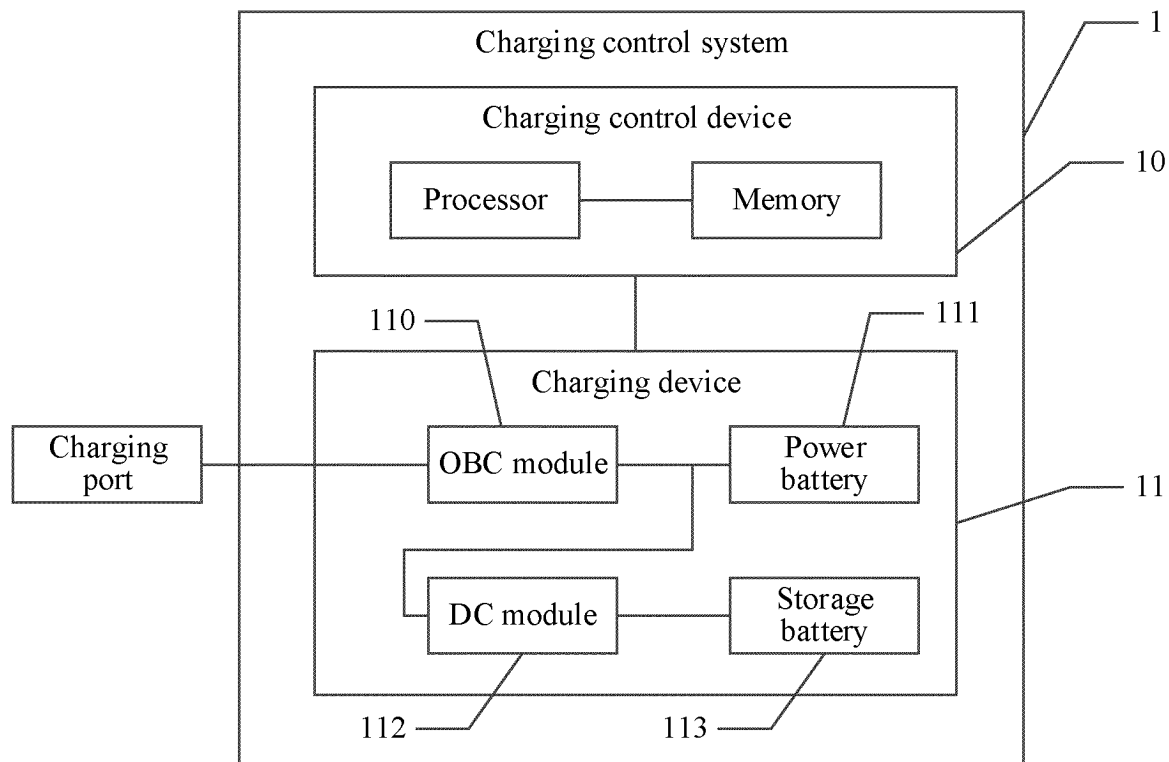 Charging control system
1
Charging control device
10
Processor
Memory
110
111
Charging device
Charging
port
OBC module
Power
battery
11
DC module
Storage
battery
112
113